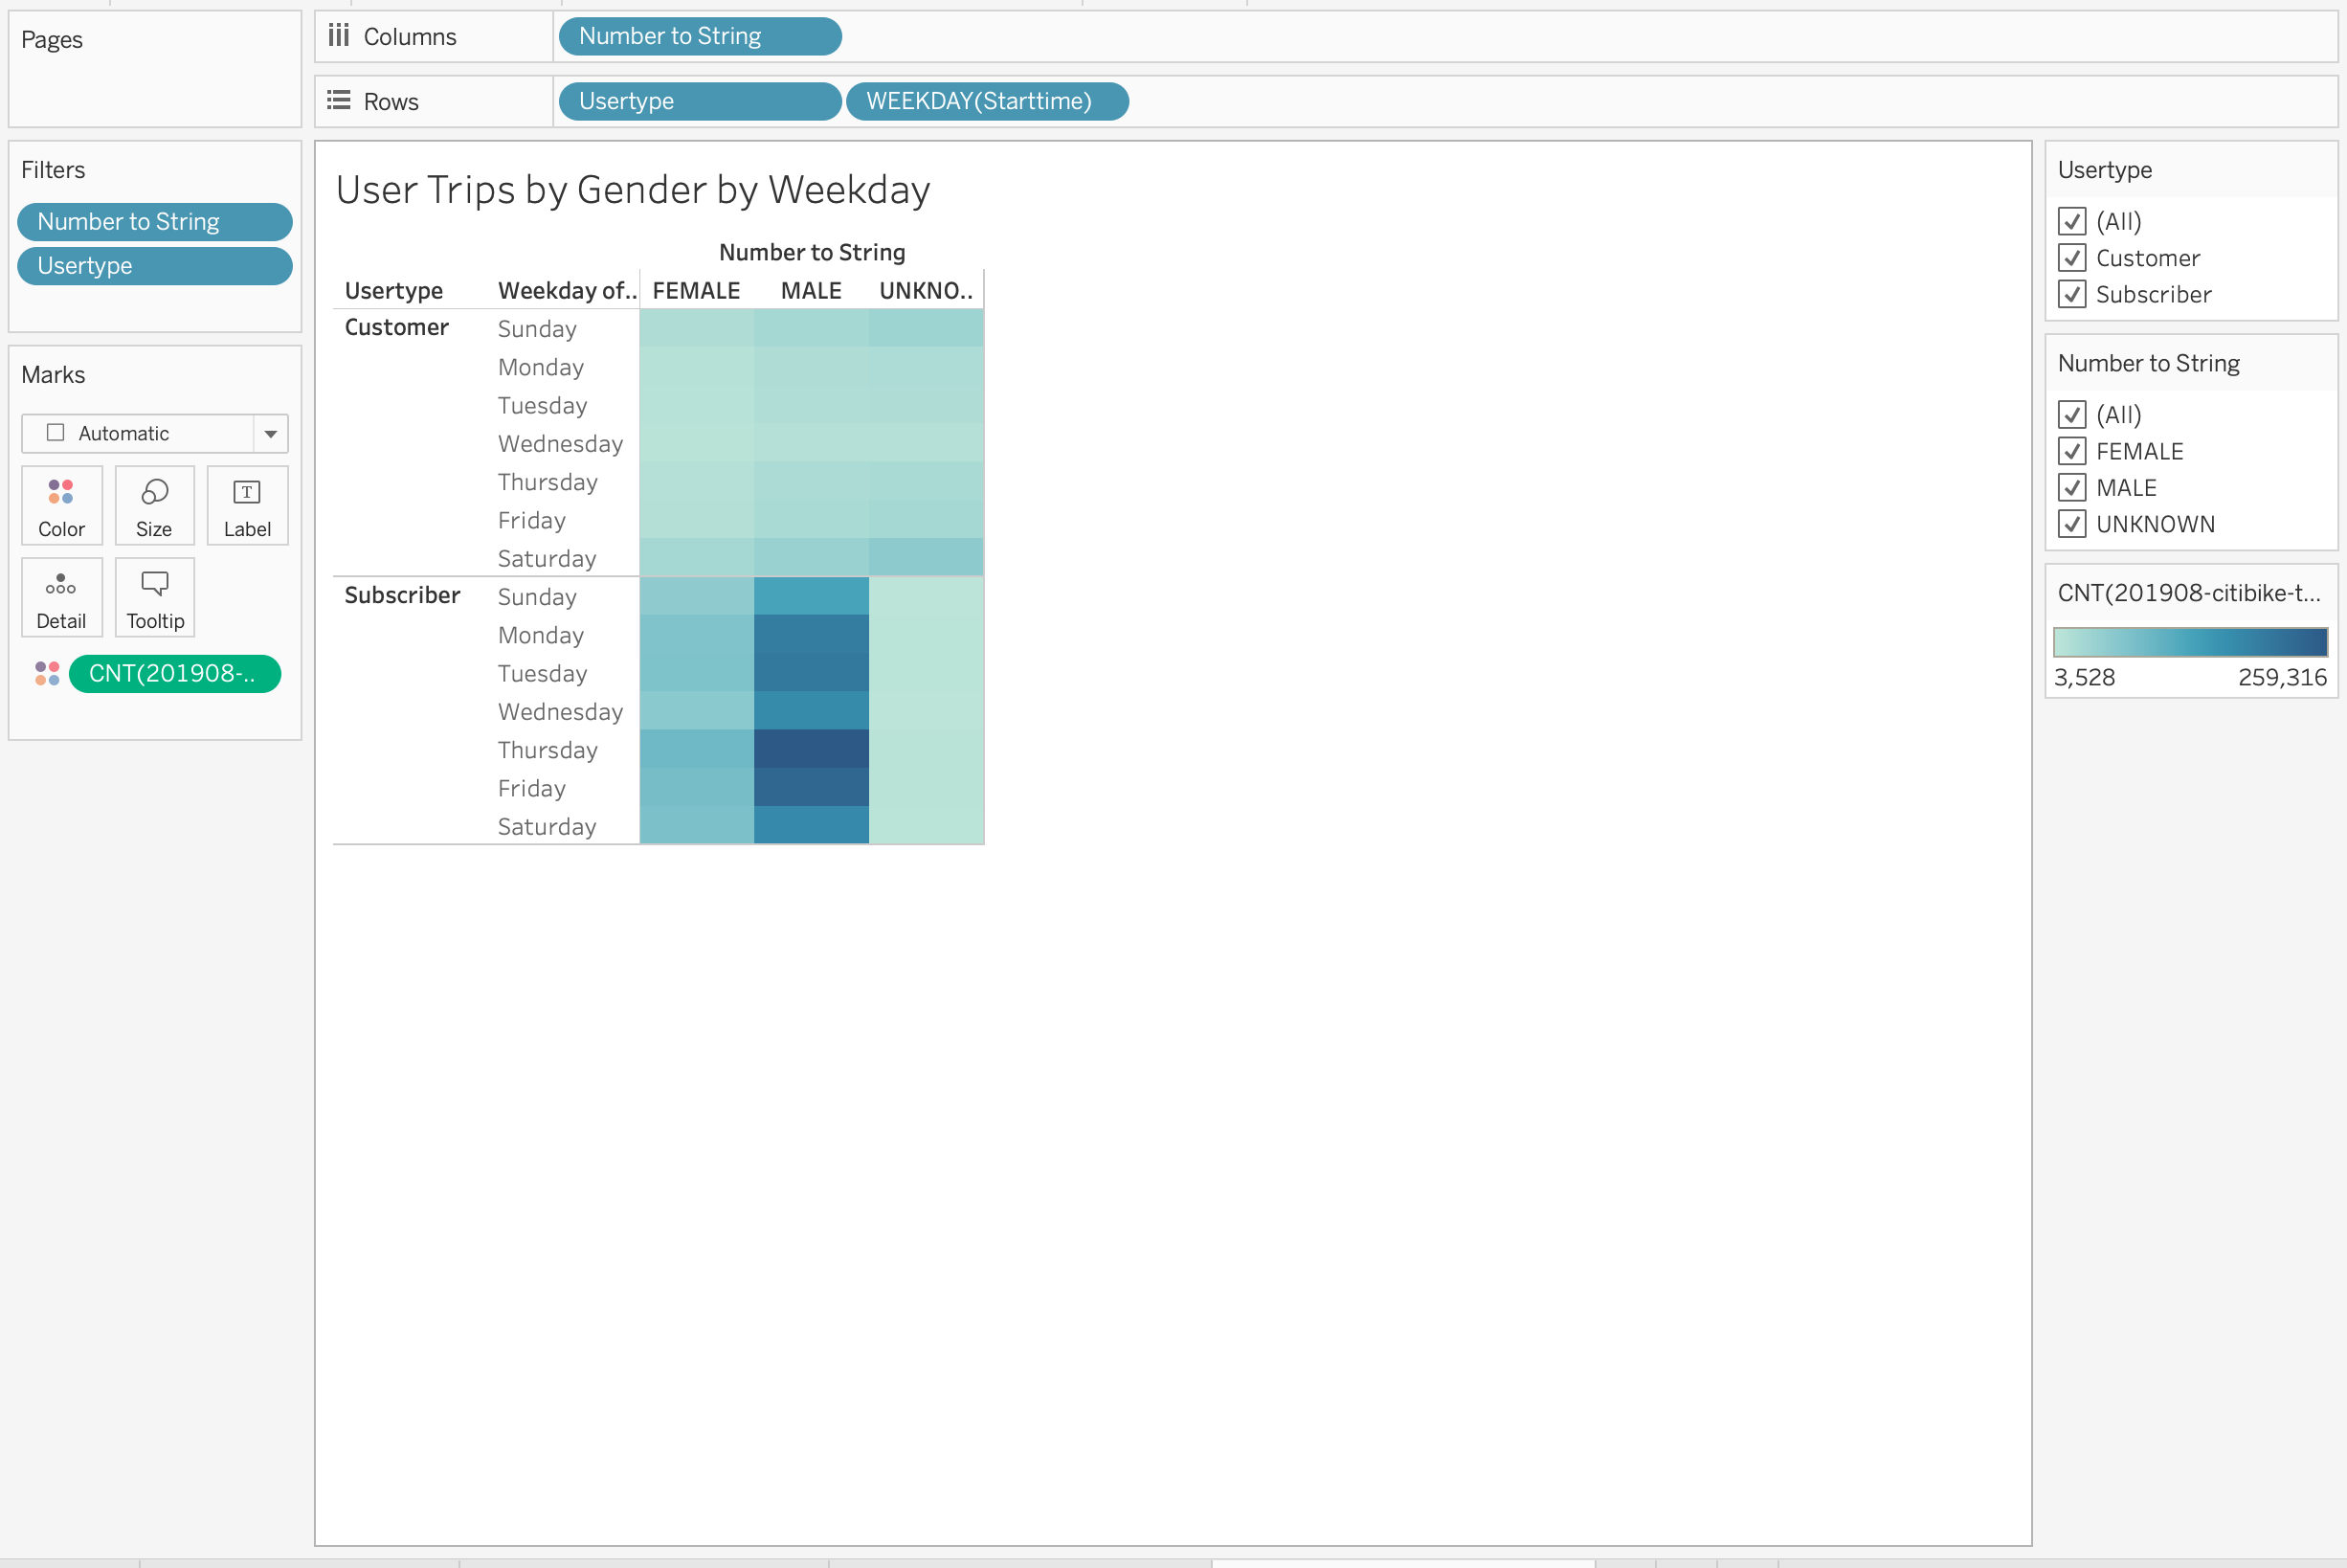 Pages
Columns
Number to String
Rows
Usertype
WEEKDAY(Starttime)
Filters
Number to String
Usertype
Marks
Automatic
Color
Size
T
Label
Detail
Tooltip
CNT(201908-..
User Trips by Gender by Weekday
Number to String
Usertype Weekday of.. FEMALE MALE UNKNO..
Customer Sunday
Monday
Tuesday
Wednesday
Thursday
Friday
Saturday
Subscriber Sunday
Monday
Tuesday
Wednesday
Thursday
Friday
Saturday
Usertype
(All)
Customer
Subscriber
Number to String
(All)
FEMALE
MALE
UNKNOWN
CNT(201908-citibike-t...
3,528 259,316